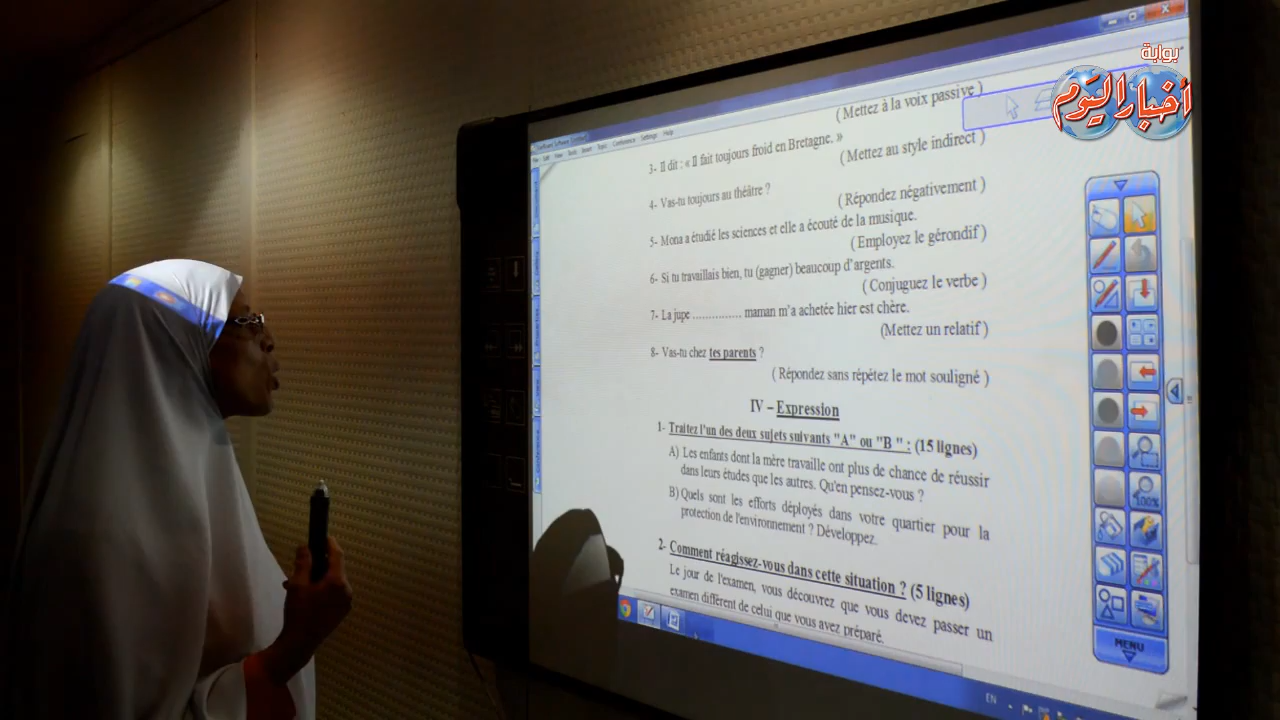 بوابة
أخبار اليوم
( Mettez à la voix passive )
3- Il dit : « Il fait toujours froid en Bretagne. »
( Mettez au style indirect )
4- Vas-tu toujours au théâtre ?
( Répondez négativement )
5- Mona a étudié les sciences et elle a écouté de la musique.
( Employez le gérondif )
6- Si tu travaillais bien, tu (gagner) beaucoup d'argents.
( Conjuguez le verbe )
7- La jupe ............... maman m'a achetée hier est chère.
(Mettez un relatif )
8- Vas-tu chez tes parents ?
( Répondez sans répétez le mot souligné )
IV – Expression
1- Traitez l'un des deux sujets suivants "A" ou "B " : (15 lignes)
A) Les enfants dont la mère travaille ont plus de chance de réussir
dans leurs études que les autres. Qu'en pensez-vous ?
B) Quels sont les efforts déployés dans votre quartier pour la
protection de l'environnement ? Développez.
2- Comment réagissez-vous dans cette situation ? (5 lignes)
Le jour de l'examen, vous découvrez que vous devez passer un
examen différent de celui que vous avez préparé.
100%
MENU
EN